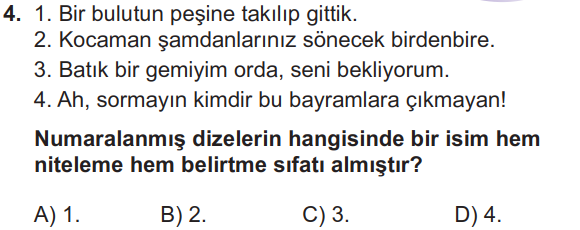 4. 1. Bir bulutun peşine takılıp gittik.
2. Kocaman şamdanlarınız sönecek birdenbire.
3. Batık bir gemiyim orda, seni bekliyorum.
4. Ah, sormayın kimdir bu bayramlara çıkmayan!
Numaralanmış dizelerin hangisinde bir isim hem
niteleme hem belirtme sıfatı almıştır?
A) 1. B) 2. C) 3. D) 4.